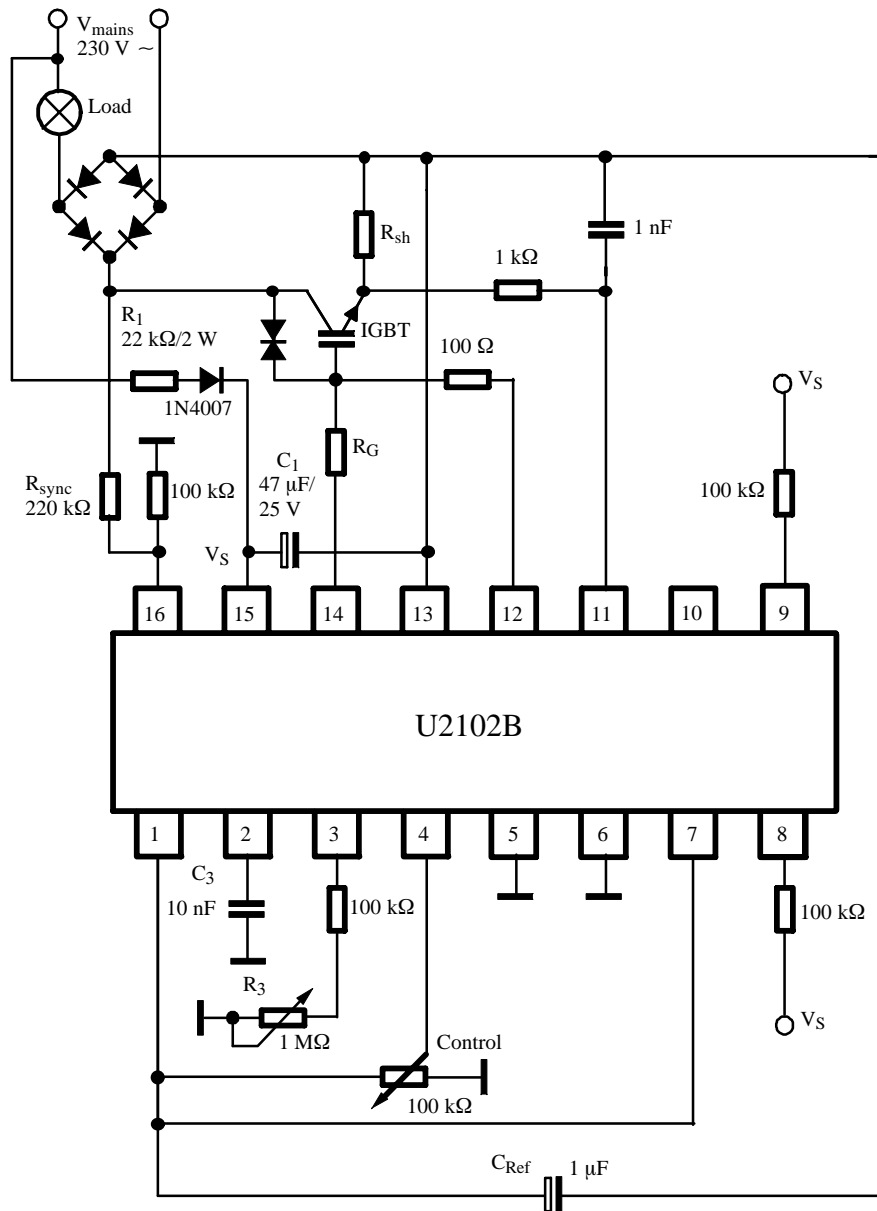 V_mains
230 V ~
Load
R_sh
1 nF
1 kΩ
R_1
22 kΩ/2 W
IGBT
100 Ω
V_S
1N4007
R_G
C_1
47 µF/
25 V
R_sync
220 kΩ
100 kΩ
100 kΩ
V_S
16 15 14 13 12 11 10 9
U2102B
1 2 3 4 5 6 7 8
C_3
10 nF
100 kΩ
100 kΩ
R_3
1 MΩ
V_S
Control
100 kΩ
C_Ref
1 µF